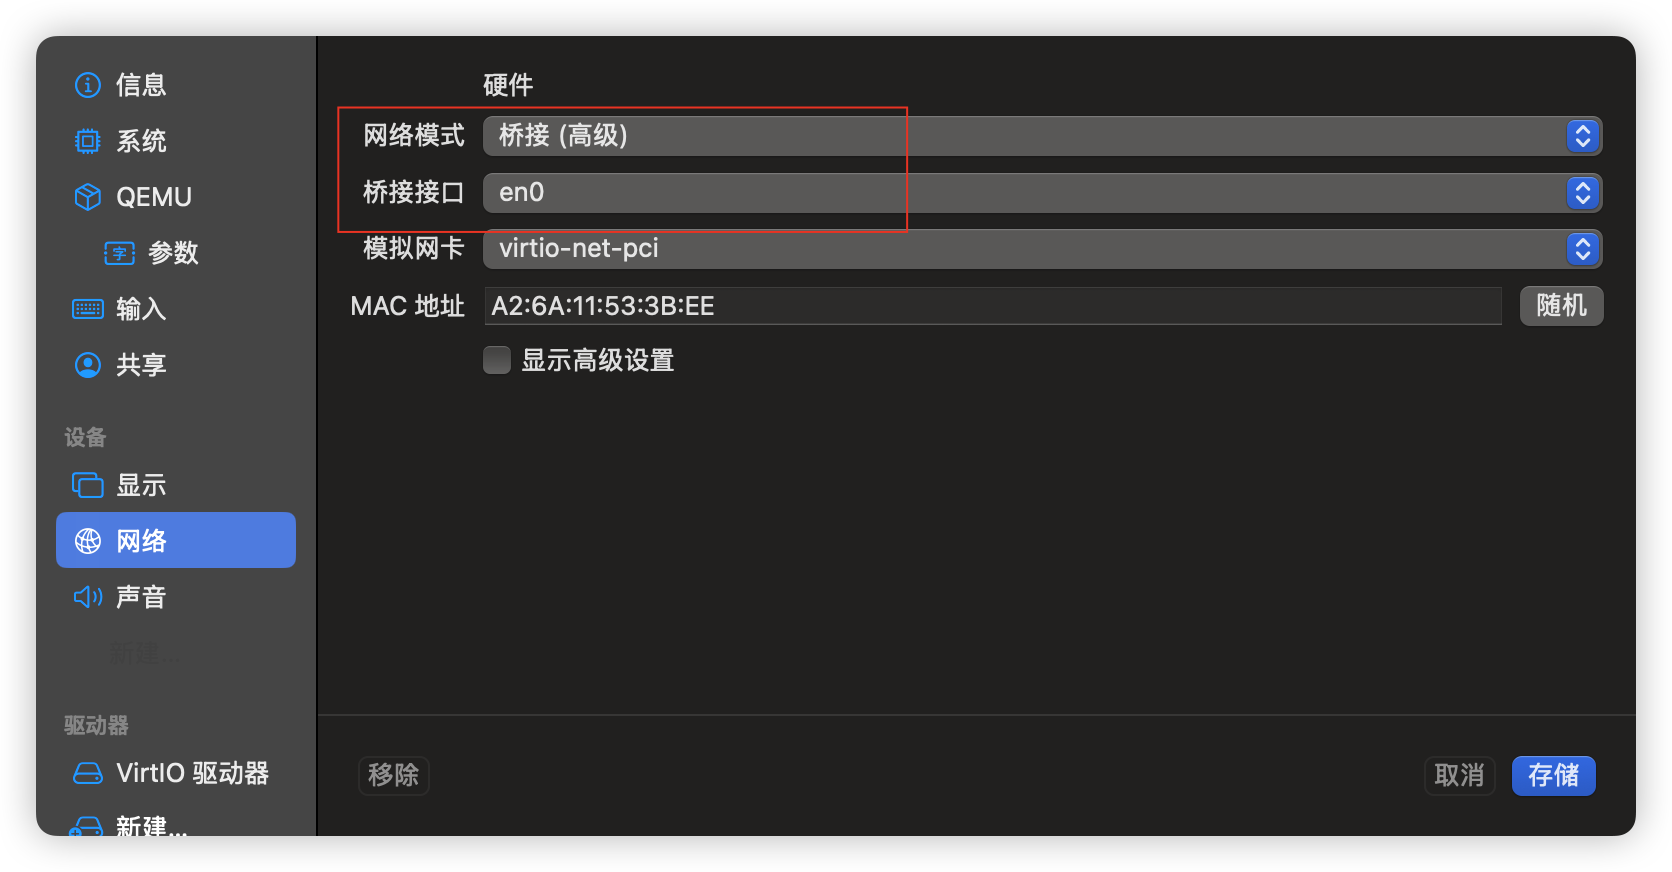 信息
系统
QEMU
字 参数
输入
共享
设备
显示
网络
声音
新建...
驱动器
VirtIO 驱动器
新建...
硬件
网络模式 桥接 (高级)
桥接接口 en0
模拟网卡 virtio-net-pci
MAC 地址 A2:6A:11:53:3B:EE 随机
显示高级设置
移除 取消 存储